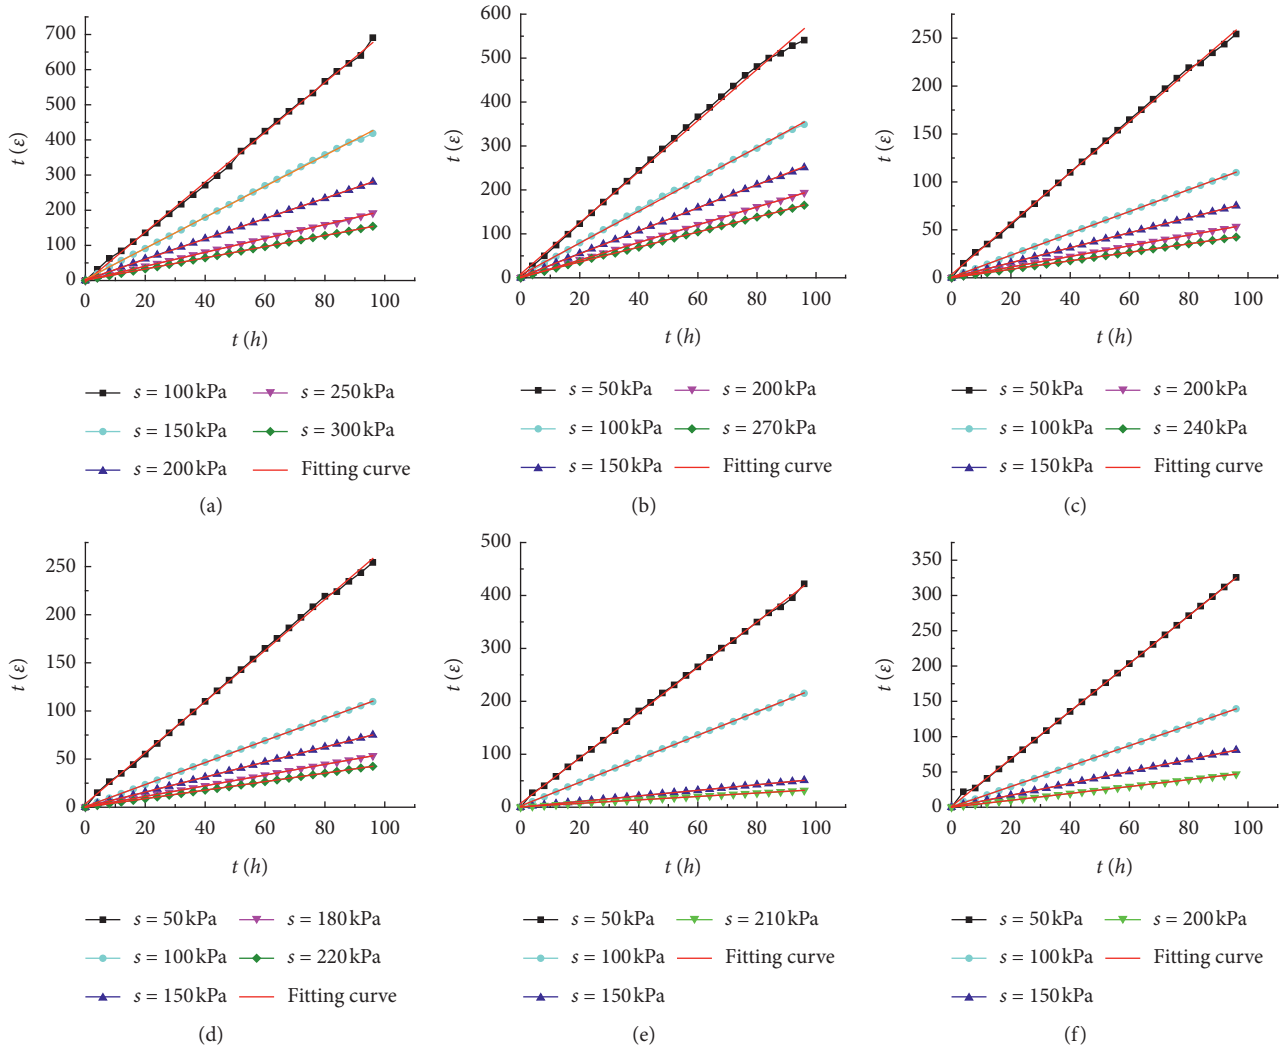 700
600
500
400
300
200
100
0
t (ε)
0 20 40 60 80 100
t (h)
s = 100 kPa
s = 150 kPa
s = 200 kPa
s = 250 kPa
s = 300 kPa
Fitting curve
(a)
600
500
400
300
200
100
0
t (ε)
0 20 40 60 80 100
t (h)
s = 50 kPa
s = 100 kPa
s = 150 kPa
s = 200 kPa
s = 270 kPa
Fitting curve
(b)
250
200
150
100
50
0
t (ε)
0 20 40 60 80 100
t (h)
s = 50 kPa
s = 100 kPa
s = 150 kPa
s = 200 kPa
s = 240 kPa
Fitting curve
(c)
250
200
150
100
50
0
t (ε)
0 20 40 60 80 100
t (h)
s = 50 kPa
s = 100 kPa
s = 150 kPa
s = 180 kPa
s = 220 kPa
Fitting curve
(d)
500
400
300
200
100
0
t (ε)
0 20 40 60 80 100
t (h)
s = 50 kPa
s = 100 kPa
s = 150 kPa
s = 210 kPa
Fitting curve
(e)
350
300
250
200
150
100
50
0
t (ε)
0 20 40 60 80 100
t (h)
s = 50 kPa
s = 100 kPa
s = 150 kPa
s = 200 kPa
Fitting curve
(f)